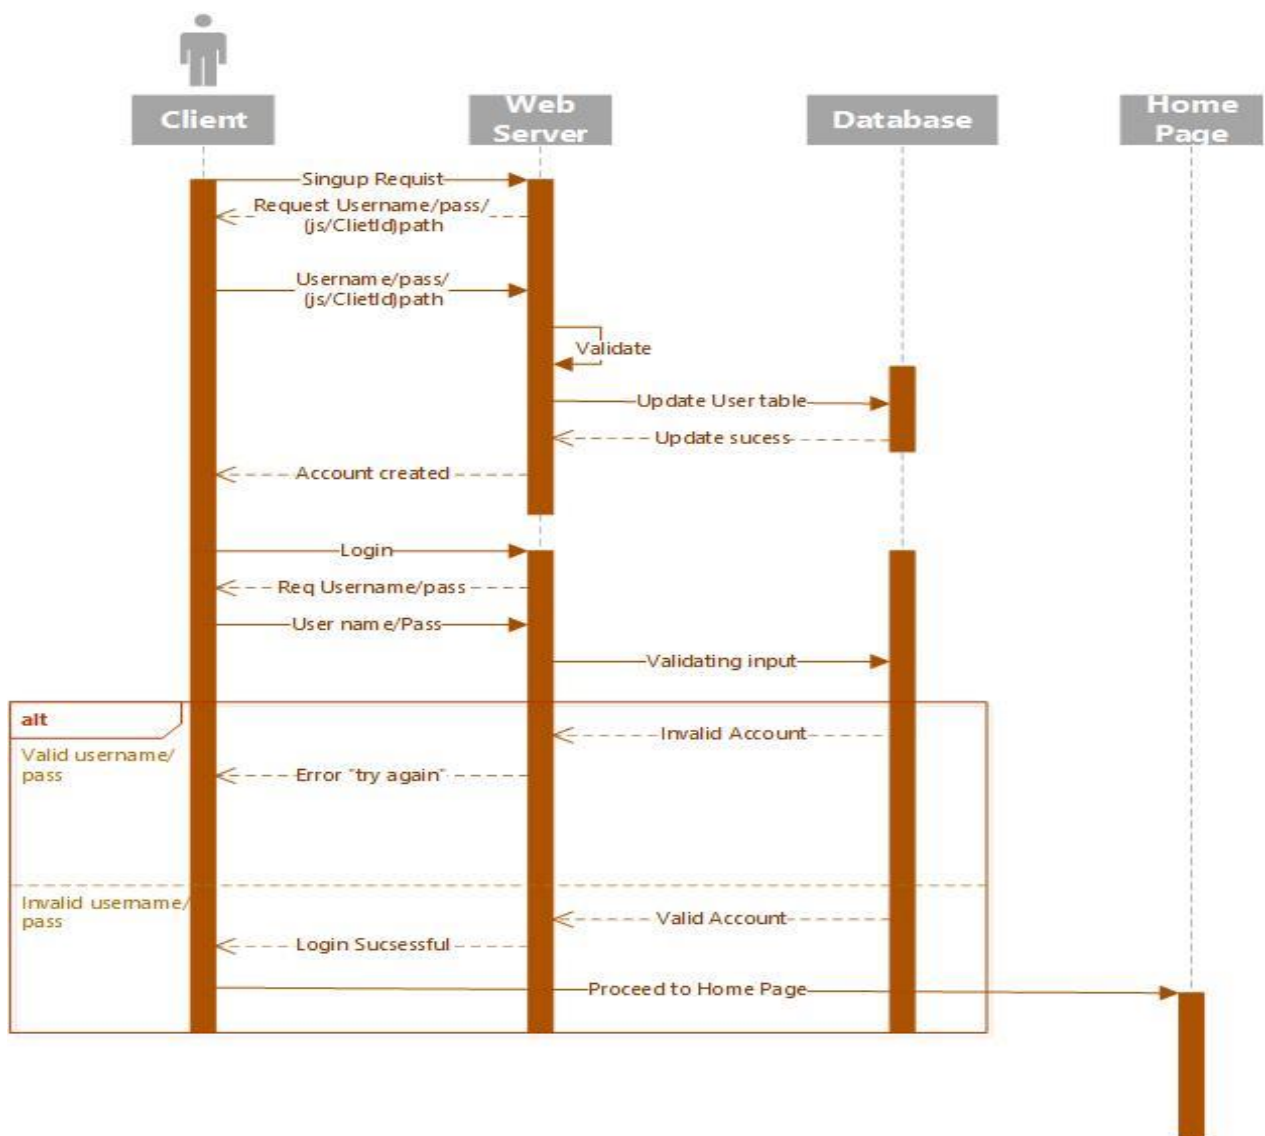 Client
Web
Server
Database
Home
Page
Singup Requist
Request Username/pass/
(js/ClietId)path
Username/pass/
(js/ClietId)path
Validate
Update User table
Update sucess
Account created
Login
Req Username/pass
User name/Pass
Validating input
alt
Invalid Account
Valid username/
pass
Error "try again"
Invalid username/
pass
Valid Account
Login Sucsessful
Proceed to Home Page